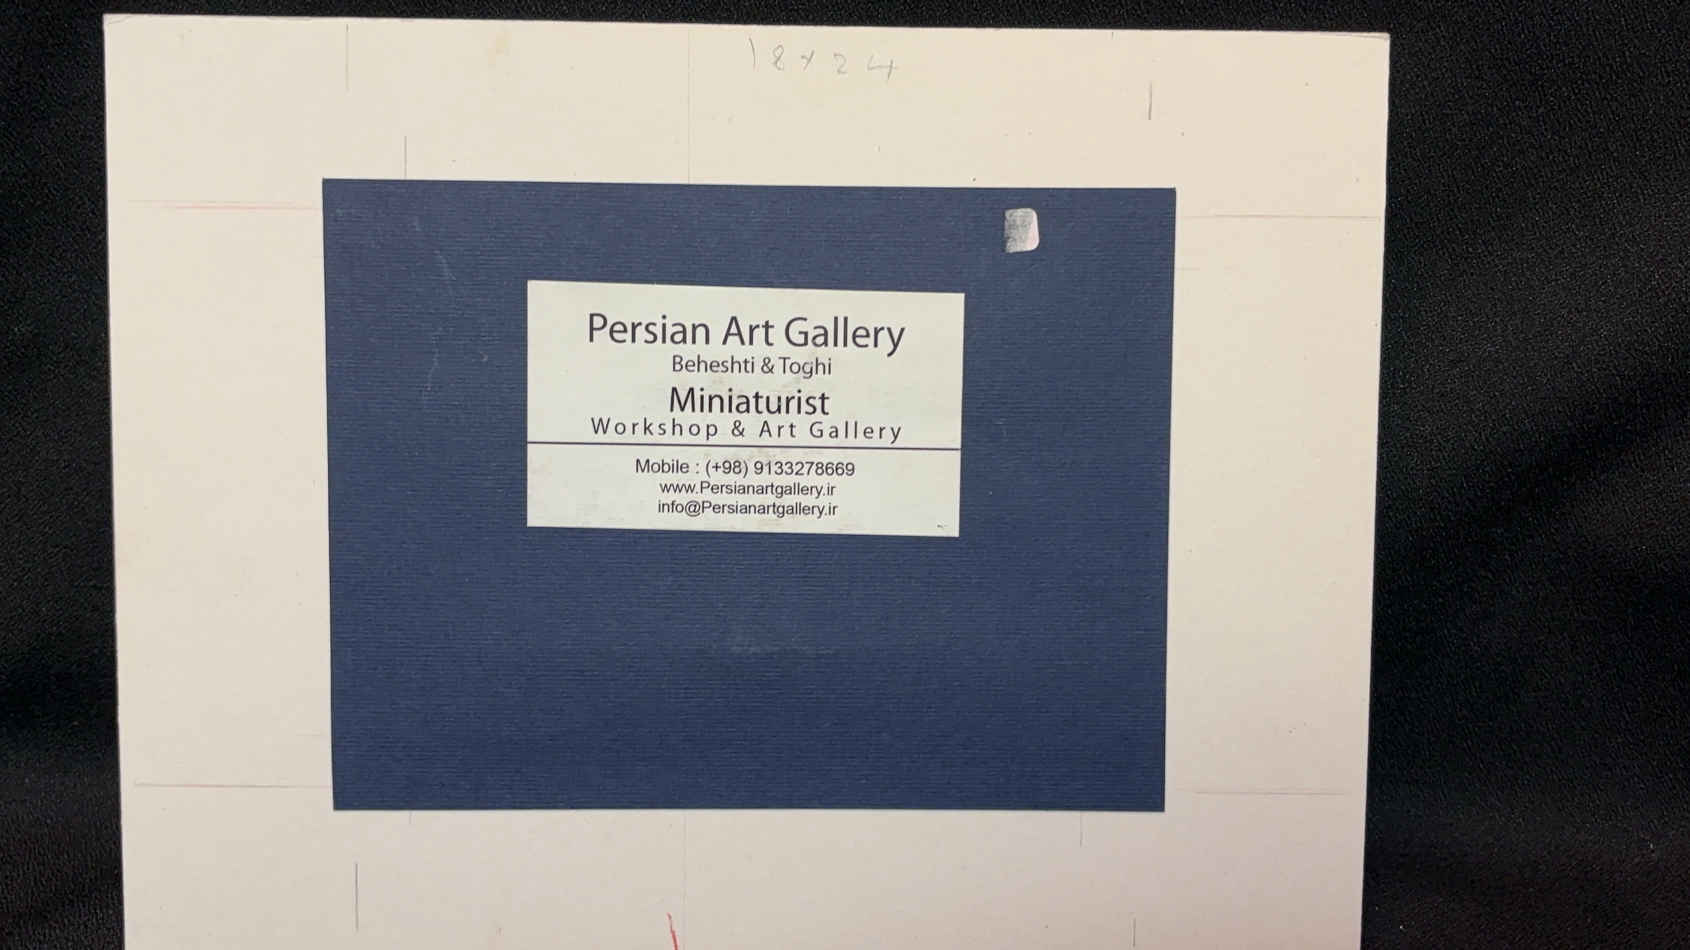 18x24
Persian Art Gallery
Beheshti & Toghi
Miniaturist
Workshop & Art Gallery
Mobile : (+98) 9133278669
www.Persianartgallery.ir
info@Persianartgallery.ir